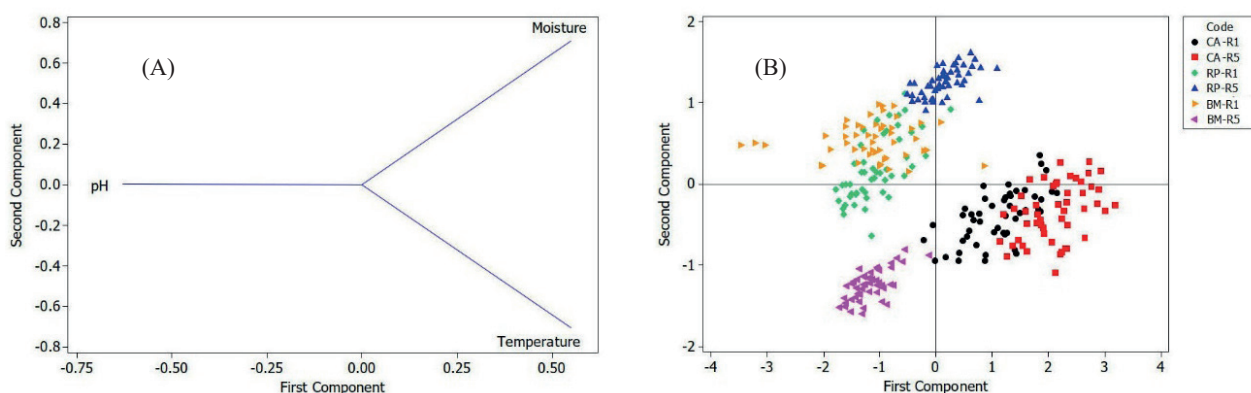 (A)
Second Component
0.8
0.6
0.4
0.2
0.0
-0.2
-0.4
-0.6
-0.8
Moisture
pH
Temperature
-0.75
-0.50
-0.25
0.00
0.25
0.50
First Component
(B)
Second Component
2
1
0
-1
-2
-4
-3
-2
-1
0
1
2
3
4
First Component
Code
CA-R1
CA-R5
RP-R1
RP-R5
BM-R1
BM-R5